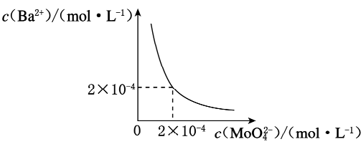 c(Ba²⁺)/(mol·L⁻¹)
2×10⁻⁴
0 2×10⁻⁴ c(MoO₄²⁻)/(mol·L⁻¹)